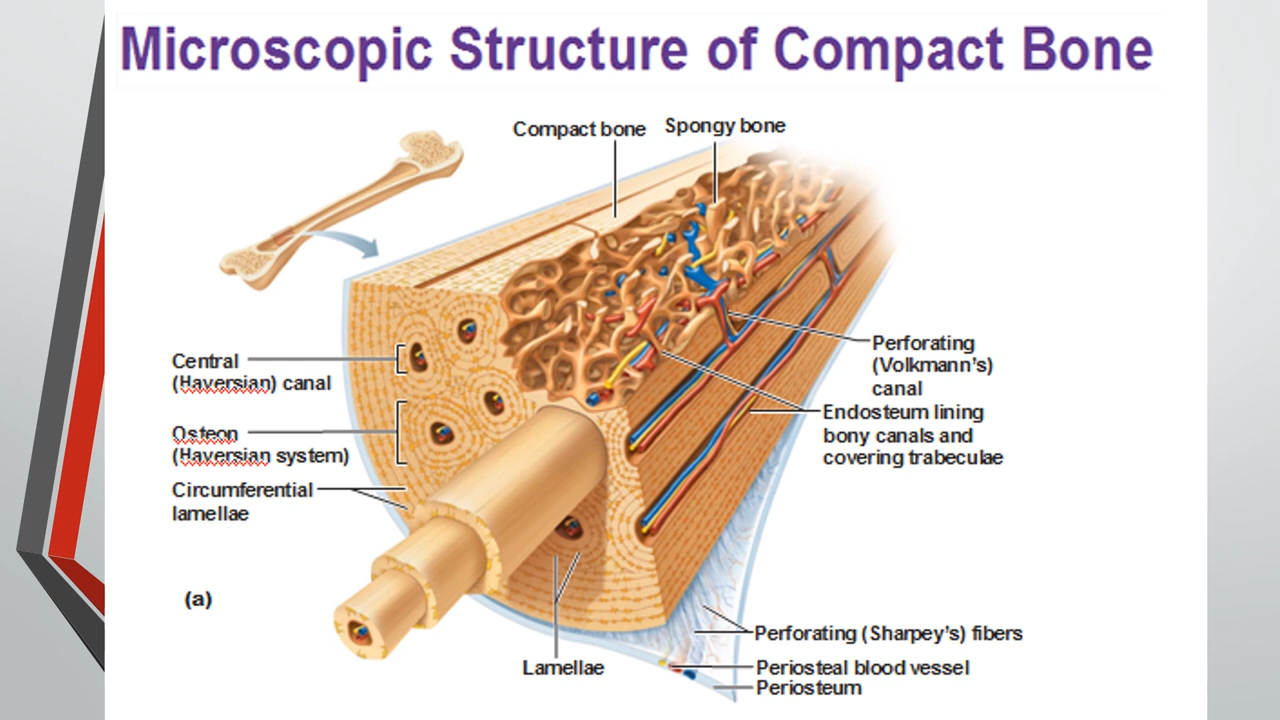 Microscopic Structure of Compact Bone
Compact bone
Spongy bone
Central
(Haversian) canal
Osteon
(Haversian system)
Circumferential
lamellae
(a)
Perforating
(Volkmann's)
canal
Endosteum lining
bony canals and
covering trabeculae
Lamellae
Perforating (Sharpey's) fibers
Periosteal blood vessel
Periosteum